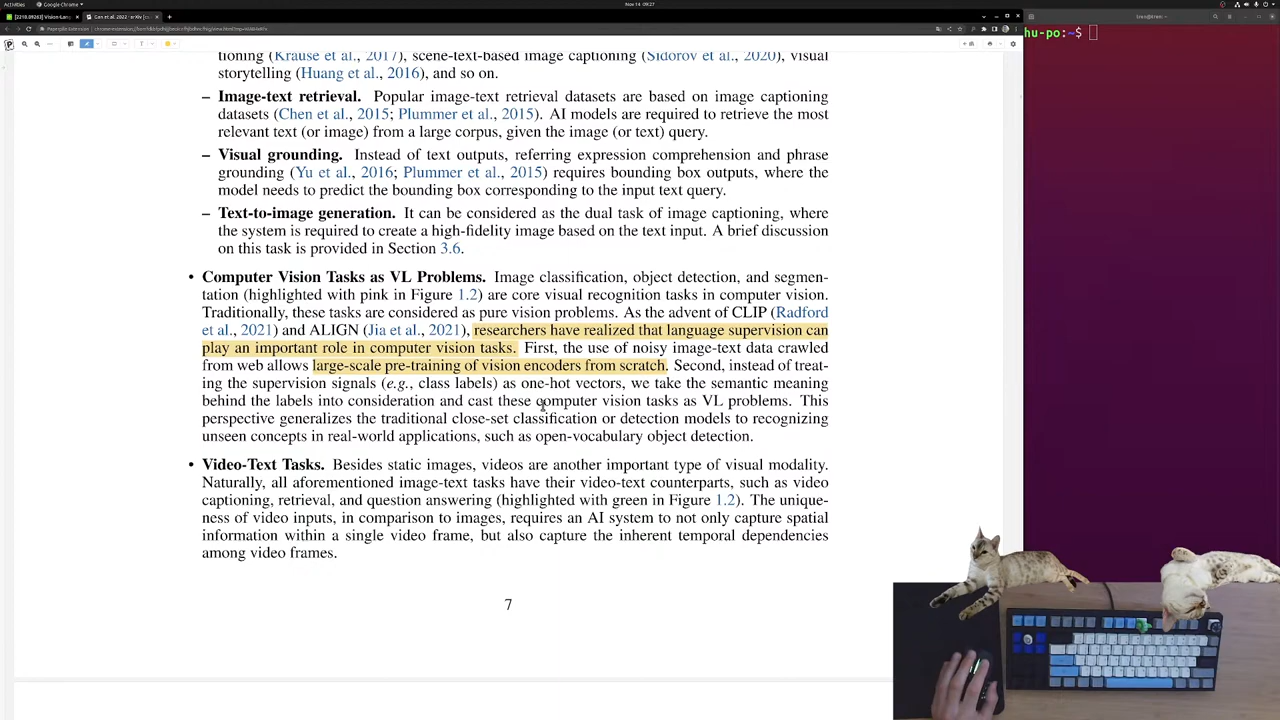 Activities
Google Chrome
Nov 14 09:27
tioning (Krause et al., 2017), scene-text-based image captioning (Sidorov et al., 2020), visual
storytelling (Huang et al., 2016), and so on.
– Image-text retrieval. Popular image-text retrieval datasets are based on image captioning
datasets (Chen et al., 2015; Plummer et al., 2015). AI models are required to retrieve the most
relevant text (or image) from a large corpus, given the image (or text) query.
– Visual grounding. Instead of text outputs, referring expression comprehension and phrase
grounding (Yu et al., 2016; Plummer et al., 2015) requires bounding box outputs, where the
model needs to predict the bounding box corresponding to the input text query.
– Text-to-image generation. It can be considered as the dual task of image captioning, where
the system is required to create a high-fidelity image based on the text input. A brief discussion
on this task is provided in Section 3.6.
• Computer Vision Tasks as VL Problems. Image classification, object detection, and segmen-
tation (highlighted with pink in Figure 1.2) are core visual recognition tasks in computer vision.
Traditionally, these tasks are considered as pure vision problems. As the advent of CLIP (Radford
et al., 2021) and ALIGN (Jia et al., 2021), researchers have realized that language supervision can
play an important role in computer vision tasks. First, the use of noisy image-text data crawled
from web allows large-scale pre-training of vision encoders from scratch. Second, instead of treat-
ing the supervision signals (e.g., class labels) as one-hot vectors, we take the semantic meaning
behind the labels into consideration and cast these computer vision tasks as VL problems. This
perspective generalizes the traditional close-set classification or detection models to recognizing
unseen concepts in real-world applications, such as open-vocabulary object detection.
• Video-Text Tasks. Besides static images, videos are another important type of visual modality.
Naturally, all aforementioned image-text tasks have their video-text counterparts, such as video
captioning, retrieval, and question answering (highlighted with green in Figure 1.2). The unique-
ness of video inputs, in comparison to images, requires an AI system to not only capture spatial
information within a single video frame, but also capture the inherent temporal dependencies
among video frames.
7
hu-po:~$